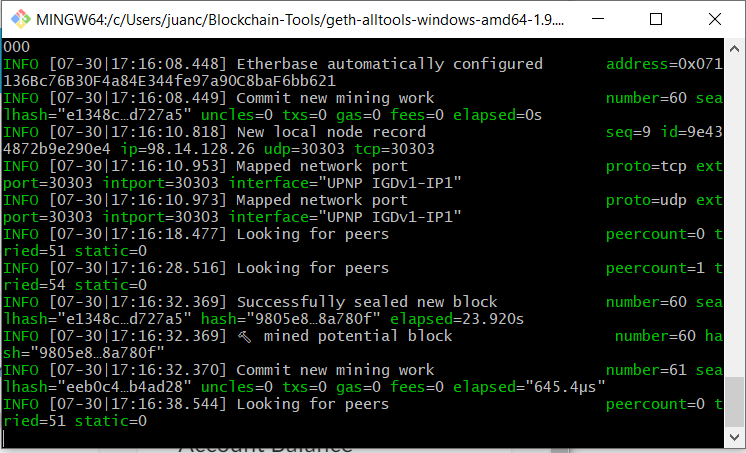 MINGW64:/c/Users/juanc/Blockchain-Tools/geth-alltools-windows-amd64-1.9....
000
INFO [07-30|17:16:08.448] Etherbase automatically configured address=0x071
136Bc76B30F4a84E344fe97a90C8baF6bb621
INFO [07-30|17:16:08.449] Commit new mining work number=60 sea
lhash="e1348c…d727a5" uncles=0 txs=0 gas=0 fees=0 elapsed=0s
INFO [07-30|17:16:10.818] New local node record seq=9 id=9e43
4872b9e290e4 ip=98.14.128.26 udp=30303 tcp=30303
INFO [07-30|17:16:10.953] Mapped network port proto=tcp ext
port=30303 intport=30303 interface="UPNP IGDv1-IP1"
INFO [07-30|17:16:10.973] Mapped network port proto=udp ext
port=30303 intport=30303 interface="UPNP IGDv1-IP1"
INFO [07-30|17:16:18.477] Looking for peers peercount=0 t
ried=51 static=0
INFO [07-30|17:16:28.516] Looking for peers peercount=1 t
ried=54 static=0
INFO [07-30|17:16:32.369] Successfully sealed new block number=60 sea
lhash="e1348c…d727a5" hash="9805e8…8a780f" elapsed=23.920s
INFO [07-30|17:16:32.369] 🔨 mined potential block number=60 ha
sh="9805e8…8a780f"
INFO [07-30|17:16:32.370] Commit new mining work number=61 sea
lhash="eeb0c4…b4ad28" uncles=0 txs=0 gas=0 fees=0 elapsed="645.4µs"
INFO [07-30|17:16:38.544] Looking for peers peercount=0 t
ried=51 static=0
Account Balance